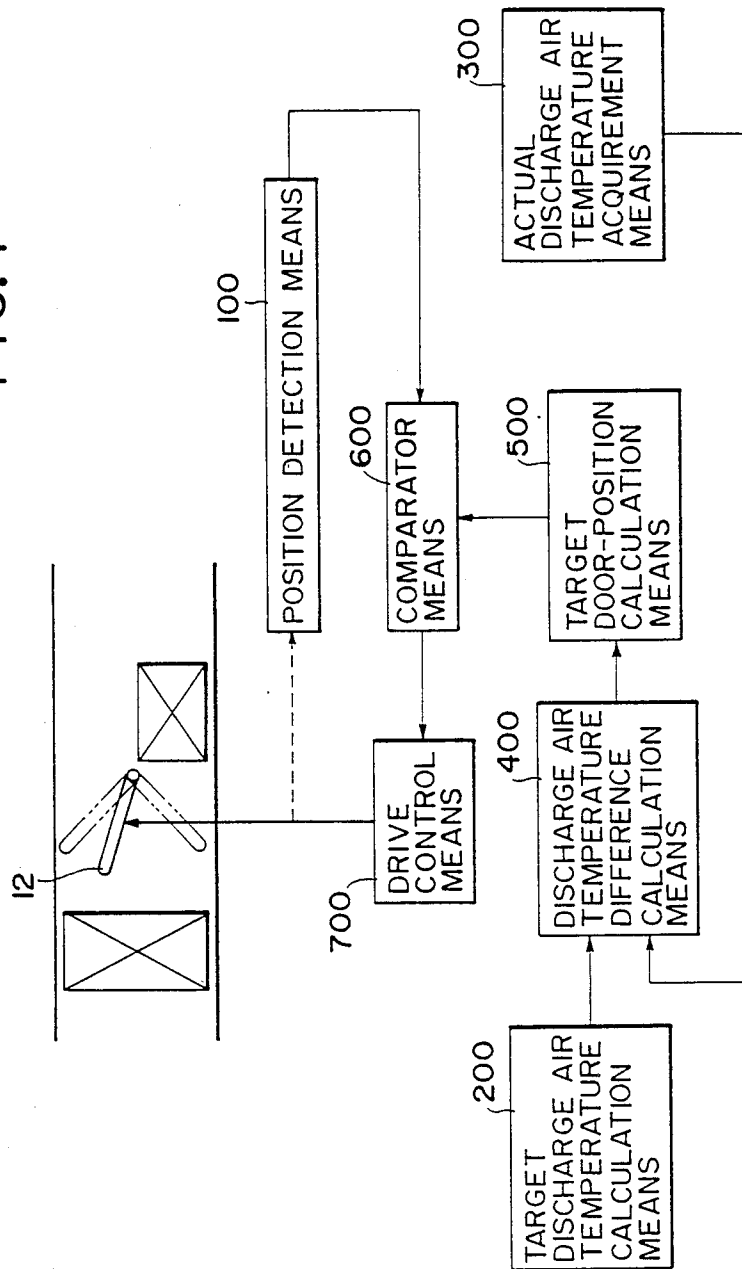 12
100
POSITION DETECTION MEANS
600
COMPARATOR
MEANS
700
DRIVE
CONTROL
MEANS
200
TARGET
DISCHARGE AIR
TEMPERATURE
CALCULATION
MEANS
400
DISCHARGE AIR
TEMPERATURE
DIFFERENCE
CALCULATION
MEANS
500
TARGET
DOOR-POSITION
CALCULATION
MEANS
300
ACTUAL
DISCHARGE AIR
TEMPERATURE
ACQUIREMENT
MEANS